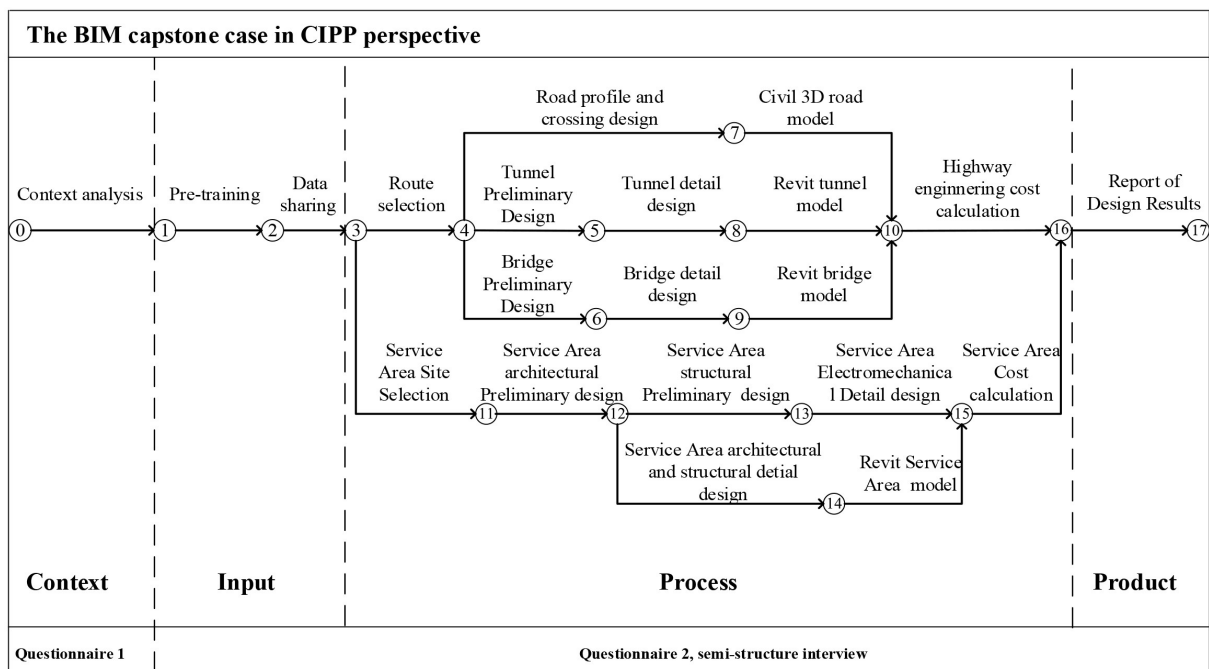 The BIM capstone case in CIPP perspective
Road profile and
crossing design
7
Civil 3D road
model
Context analysis
0
Pre-training
1
Data
sharing
2
Route
selection
3
4
Tunnel
Preliminary
Design
5
Tunnel detail
design
8
Revit tunnel
model
10
Highway
enginnering cost
calculation
16
Report of
Design Results
17
Bridge
Preliminary
Design
6
Bridge detail
design
9
Revit bridge
model
Service
Area Site
Selection
11
Service Area
architectural
Preliminary design
12
Service Area
structural
Preliminary design
13
Service Area
Electromechanica
l Detail design
15
Service Area
Cost
calculation
Service Area architectural
and structural detial
design
14
Revit Service
Area model
Context
Input
Process
Product
Questionnaire 1
Questionnaire 2, semi-structure interview